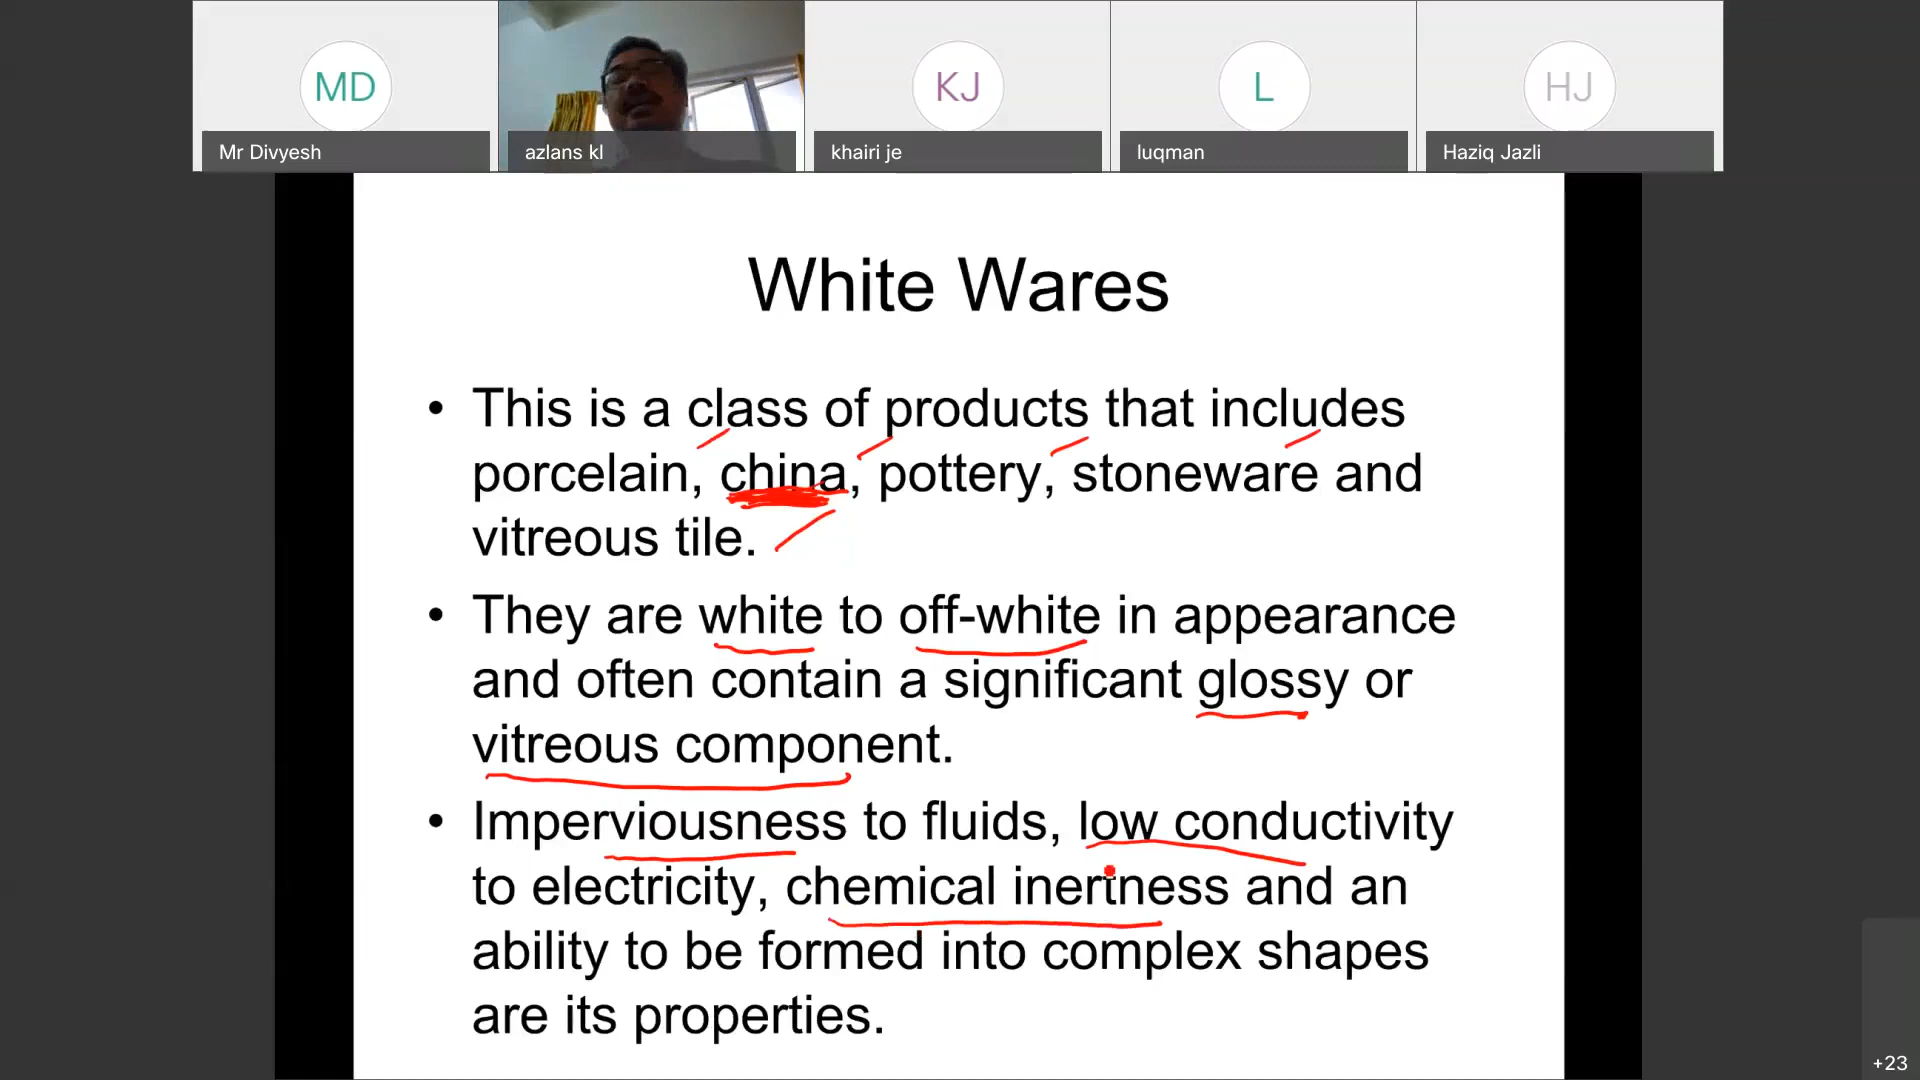 MD
KJ
L
HJ
Mr Divyesh
azlans kl
khairi je
luqman
Haziq Jazli
White Wares
• This is a class of products that includes
porcelain, china, pottery, stoneware and
vitreous tile.
• They are white to off-white in appearance
and often contain a significant glossy or
vitreous component.
• Imperviousness to fluids, low conductivity
to electricity, chemical inertness and an
ability to be formed into complex shapes
are its properties.
+23